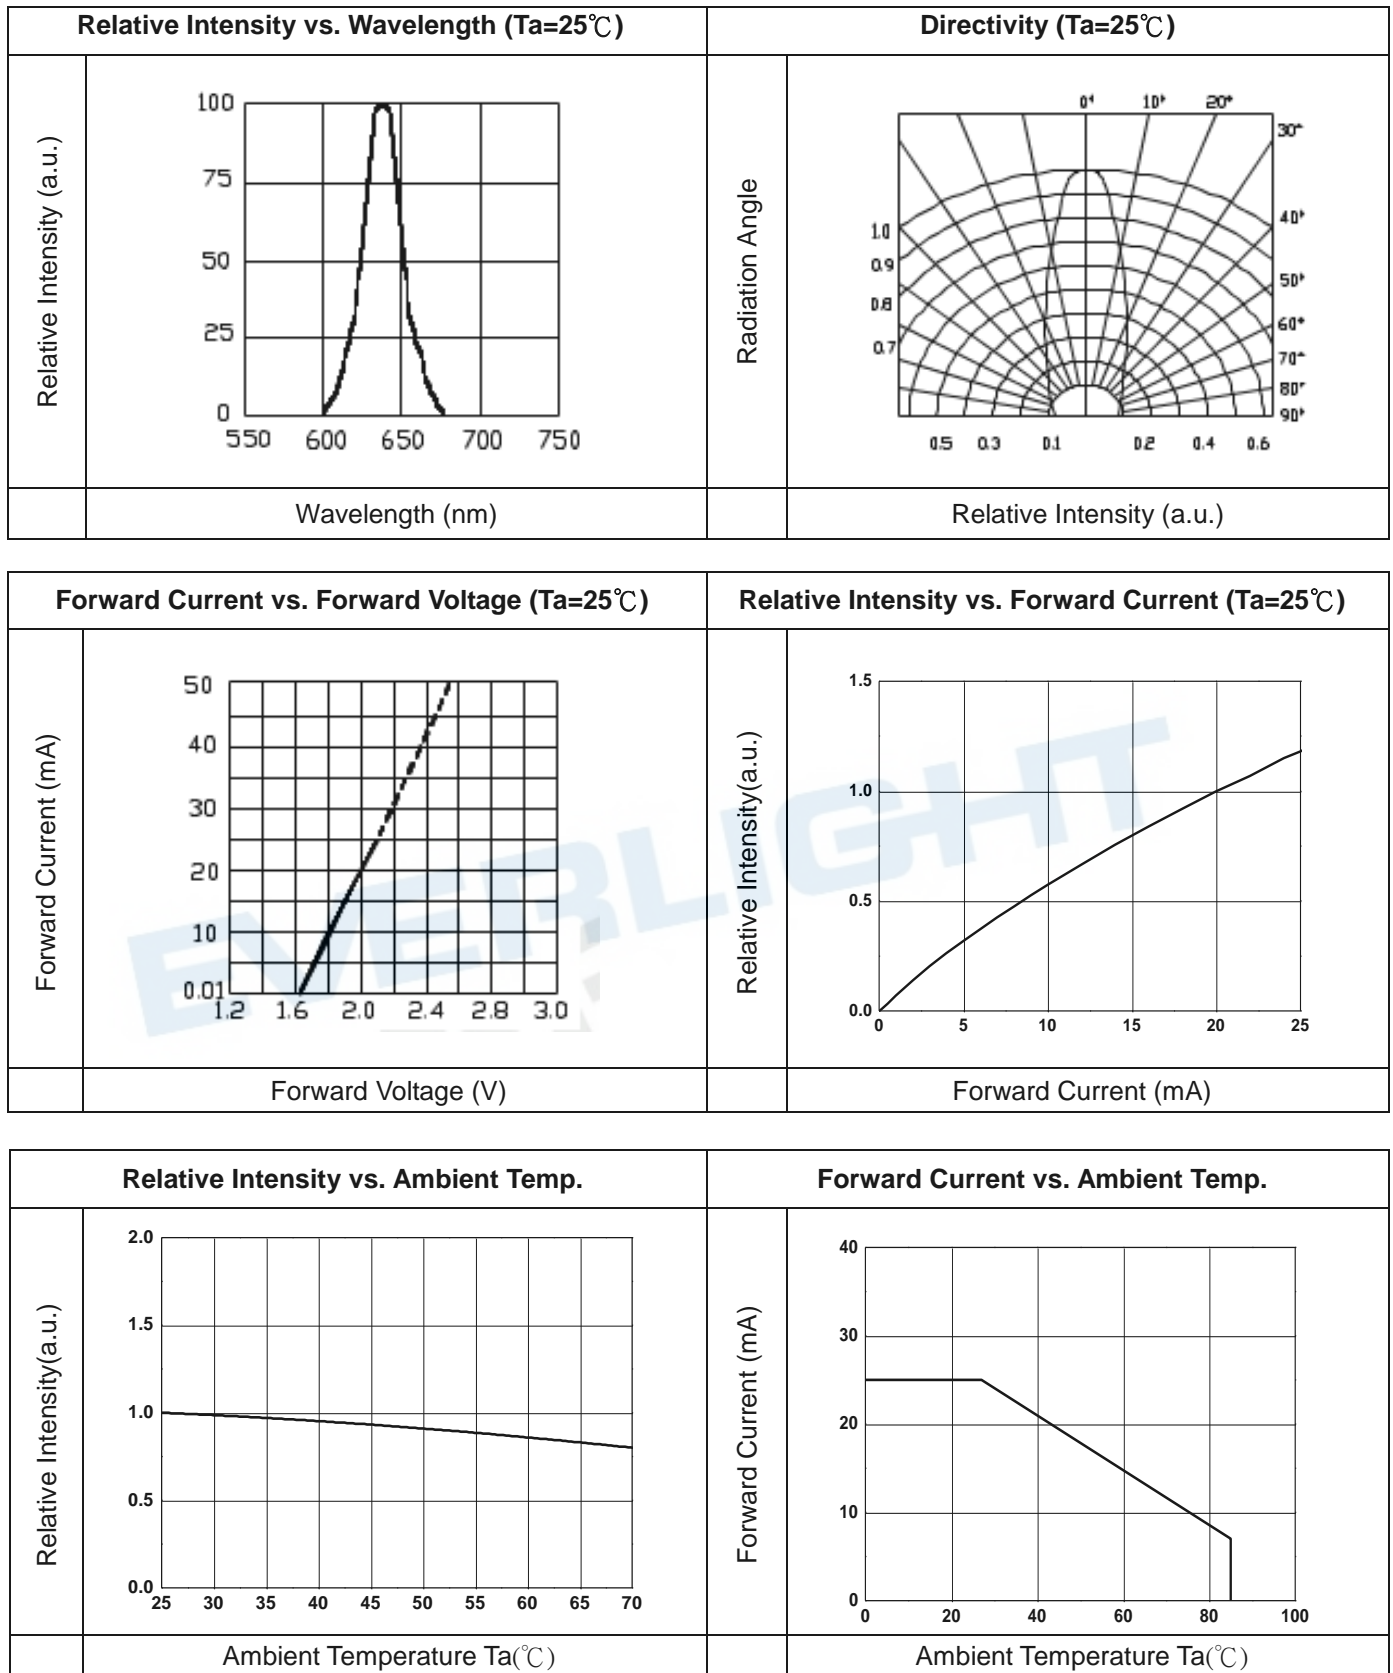 Relative Intensity vs. Wavelength (Ta=25℃)
Directivity (Ta=25℃)
Relative Intensity (a.u.)
100
75
50
25
0
550 600 650 700 750
Wavelength (nm)
Radiation Angle
0° 10° 20°
30°
40°
50°
60°
70°
80°
90°
1.0
0.9
0.8
0.7
0.5 0.3 0.1 0.2 0.4 0.6
Relative Intensity (a.u.)
Forward Current vs. Forward Voltage (Ta=25℃)
Relative Intensity vs. Forward Current (Ta=25℃)
Forward Current (mA)
50
40
30
20
10
0.01
1.2 1.6 2.0 2.4 2.8 3.0
Forward Voltage (V)
Relative Intensity(a.u.)
1.5
1.0
0.5
0.0
0 5 10 15 20 25
Forward Current (mA)
EVERLIGHT
Relative Intensity vs. Ambient Temp.
Forward Current vs. Ambient Temp.
Relative Intensity(a.u.)
2.0
1.5
1.0
0.5
0.0
25 30 35 40 45 50 55 60 65 70
Ambient Temperature Ta(℃)
Forward Current (mA)
40
30
20
10
0
0 20 40 60 80 100
Ambient Temperature Ta(℃)